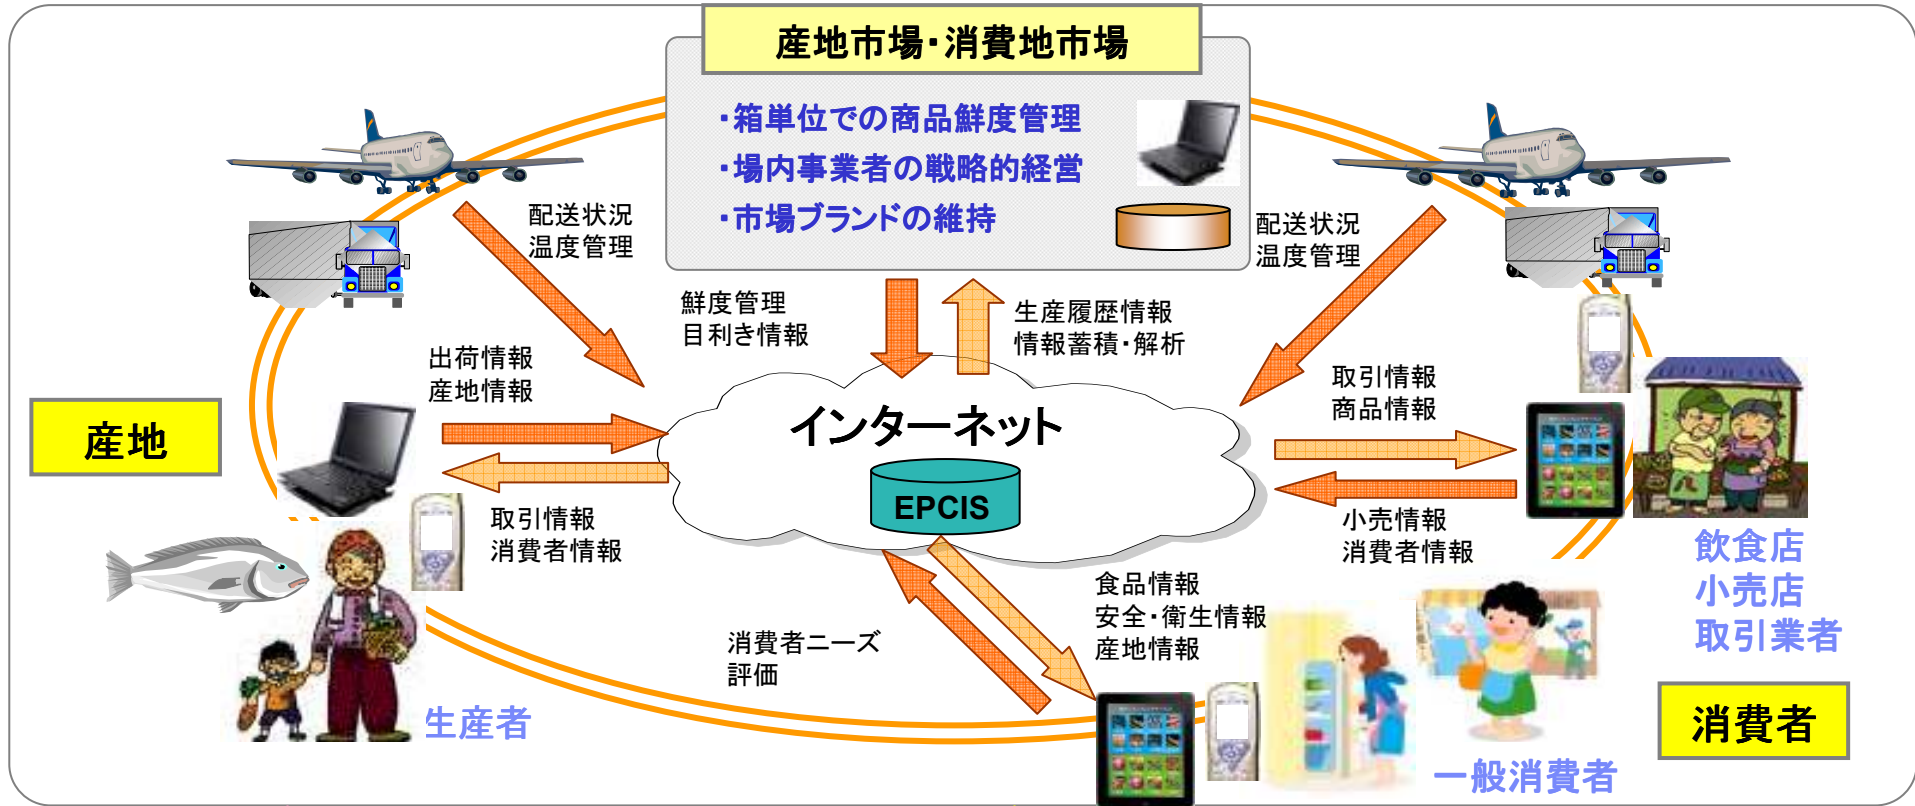 産地市場・消費地市場
・箱単位での商品鮮度管理
・場内事業者の戦略的経営
・市場ブランドの維持
配送状況
温度管理
配送状況
温度管理
鮮度管理
目利き情報
生産履歴情報
情報蓄積・解析
出荷情報
産地情報
取引情報
商品情報
産地
インターネット
EPCIS
取引情報
消費者情報
小売情報
消費者情報
飲食店
小売店
取引業者
食品情報
安全・衛生情報
産地情報
消費者ニーズ
評価
生産者
消費者
一般消費者